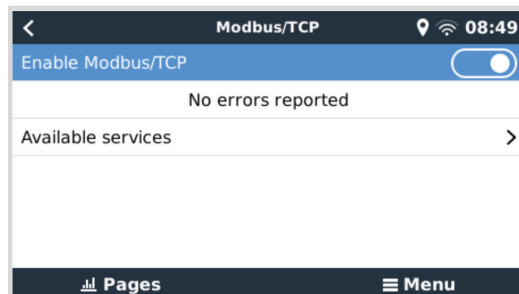 Modbus/TCP 08:49
Enable Modbus/TCP
No errors reported
Available services
Pages Menu